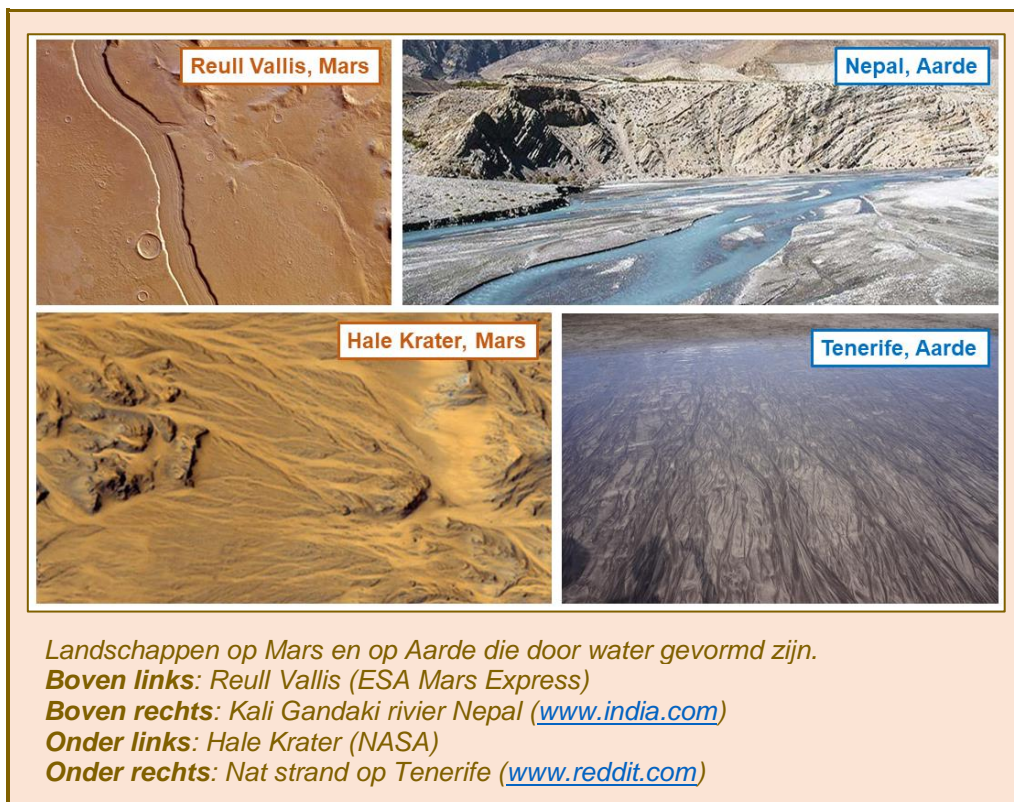 Reull Vallis, Mars
Nepal, Aarde
Hale Krater, Mars
Tenerife, Aarde
Landschappen op Mars en op Aarde die door water gevormd zijn.
Boven links: Reull Vallis (ESA Mars Express)
Boven rechts: Kali Gandaki rivier Nepal (www.india.com)
Onder links: Hale Krater (NASA)
Onder rechts: Nat strand op Tenerife (www.reddit.com)